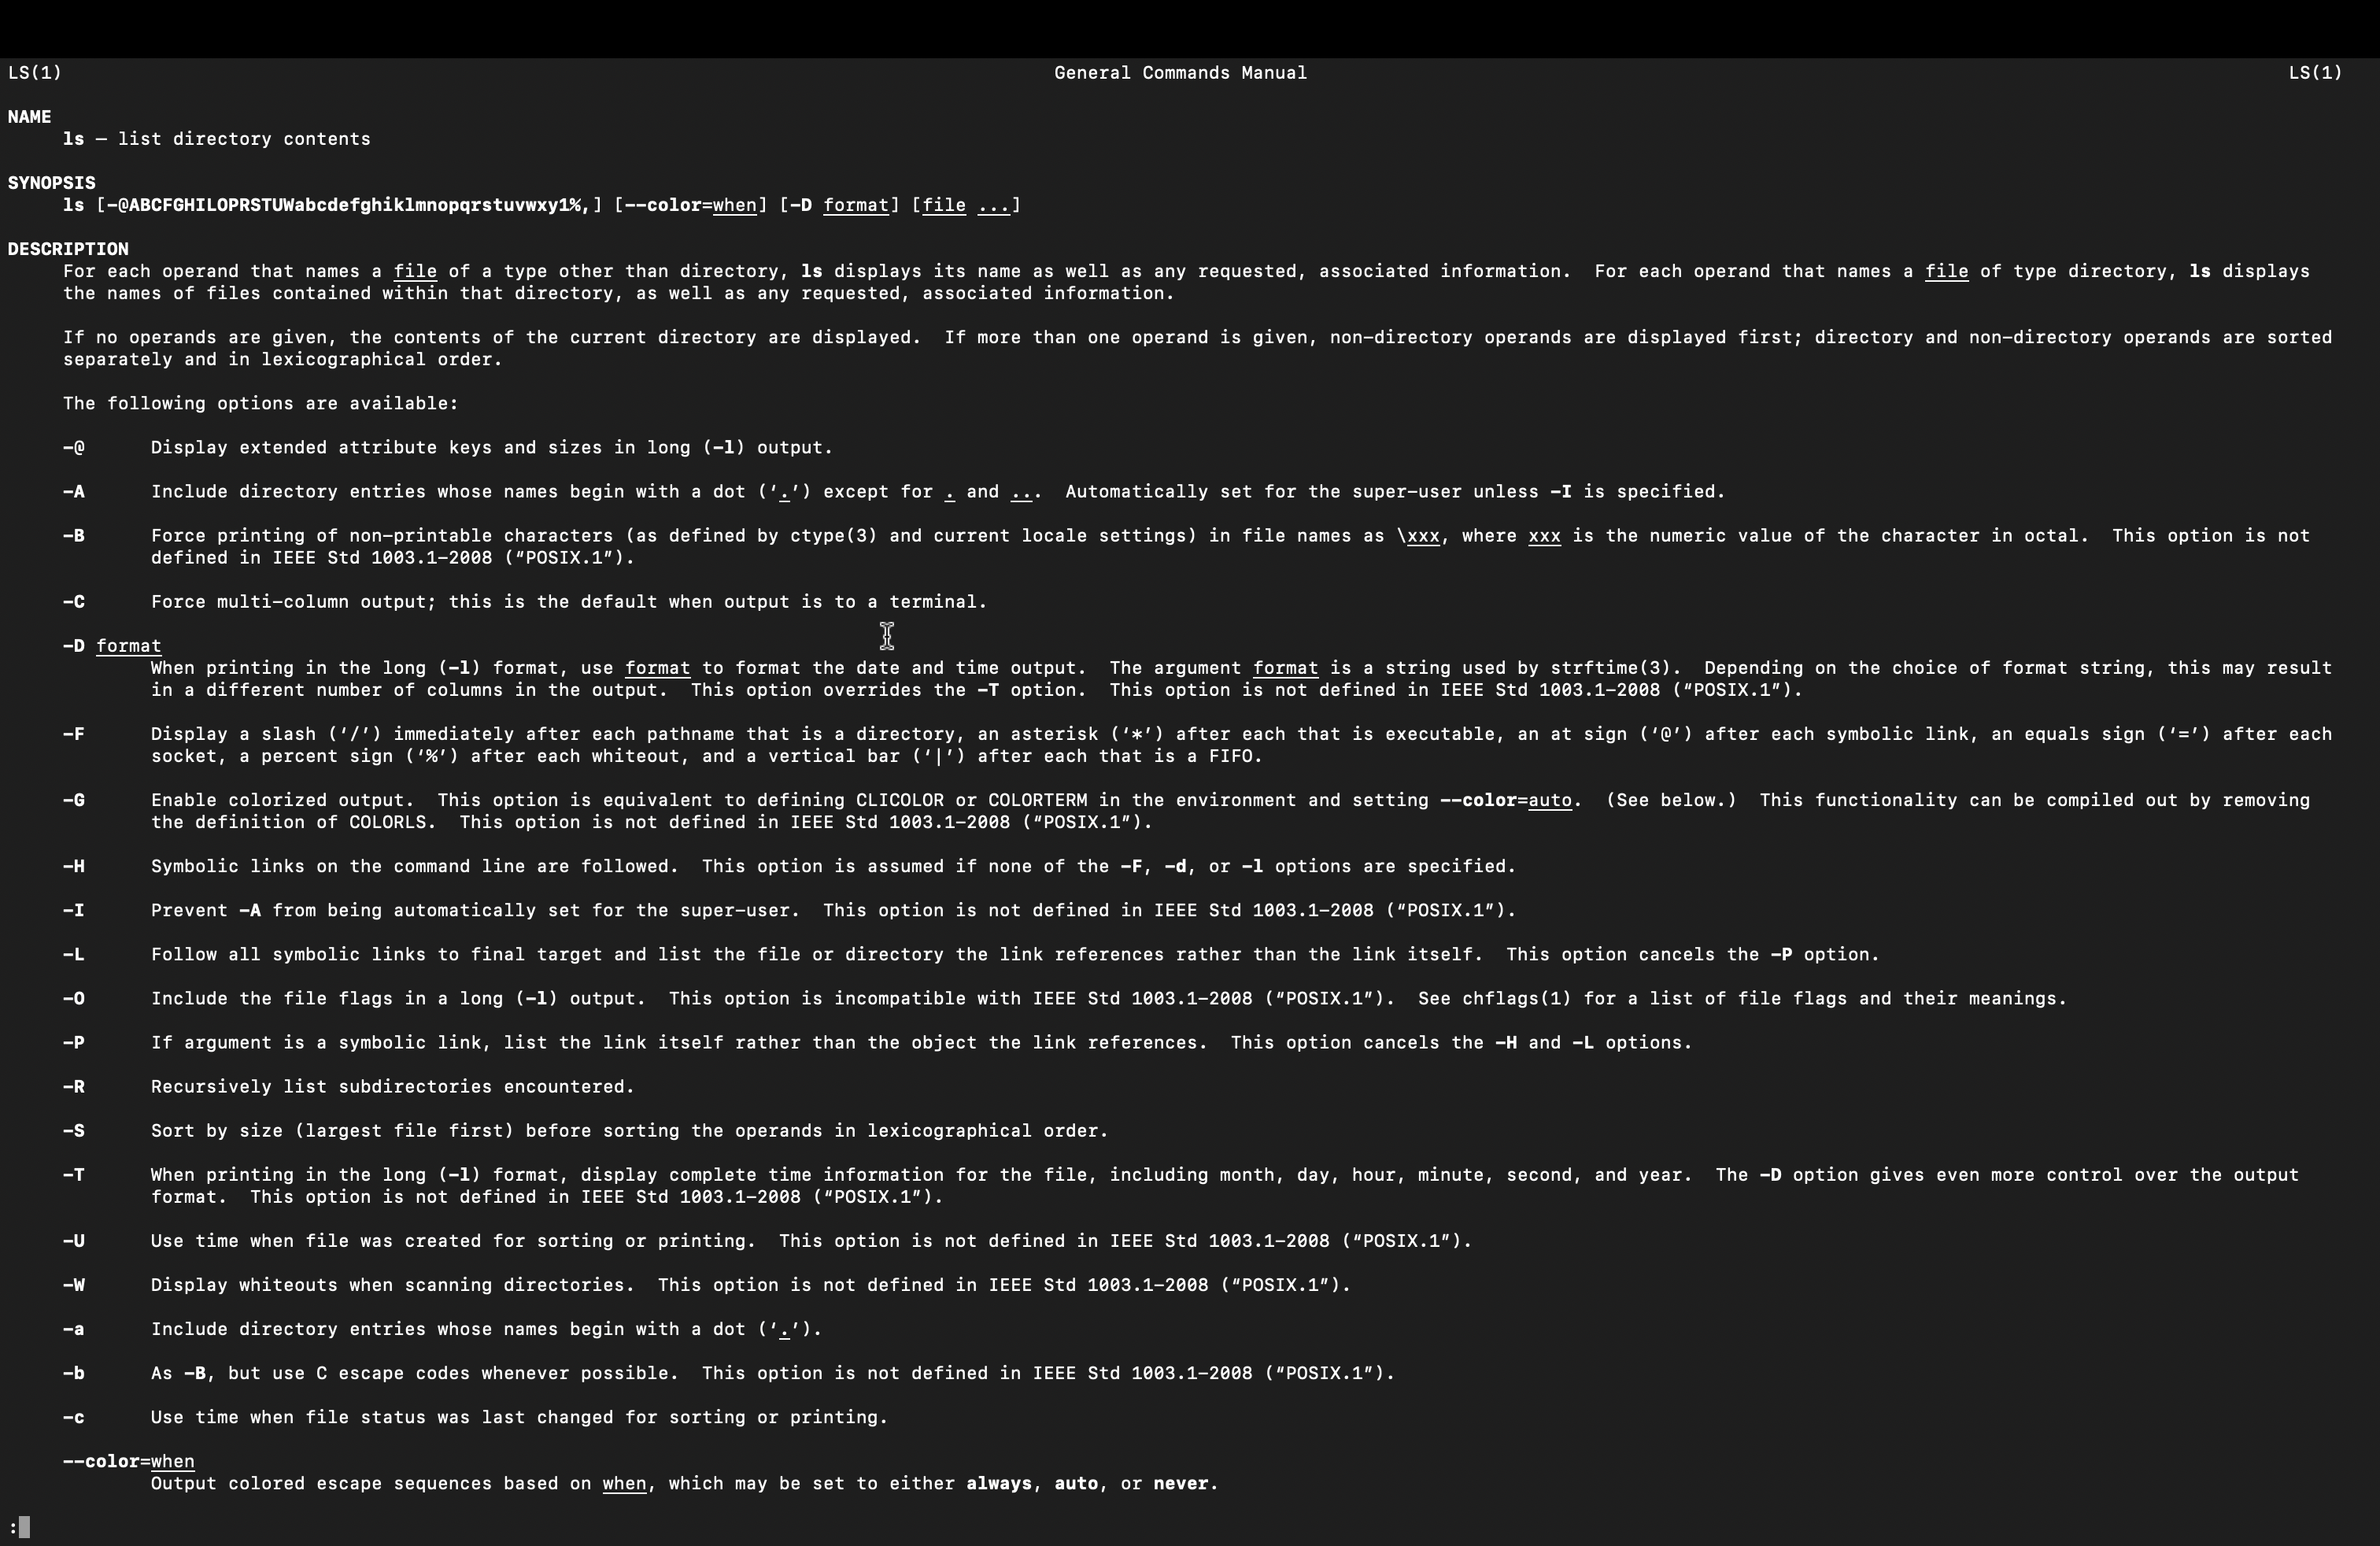 LS(1) General Commands Manual LS(1)
NAME
ls – list directory contents
SYNOPSIS
ls [-@ABCFGHILOPRSTUWabcdefghiklmnopqrstuvwxy1%,] [--color=when] [-D format] [file ...]
DESCRIPTION
For each operand that names a file of a type other than directory, ls displays its name as well as any requested, associated information. For each operand that names a file of type directory, ls displays
the names of files contained within that directory, as well as any requested, associated information.
If no operands are given, the contents of the current directory are displayed. If more than one operand is given, non-directory operands are displayed first; directory and non-directory operands are sorted
separately and in lexicographical order.
The following options are available:
-@ Display extended attribute keys and sizes in long (-l) output.
-A Include directory entries whose names begin with a dot (‘.’) except for . and ... Automatically set for the super-user unless -I is specified.
-B Force printing of non-printable characters (as defined by ctype(3) and current locale settings) in file names as \xxx, where xxx is the numeric value of the character in octal. This option is not
defined in IEEE Std 1003.1-2008 (“POSIX.1”).
-C Force multi-column output; this is the default when output is to a terminal.
-D format
When printing in the long (-l) format, use format to format the date and time output. The argument format is a string used by strftime(3). Depending on the choice of format string, this may result
in a different number of columns in the output. This option overrides the -T option. This option is not defined in IEEE Std 1003.1-2008 (“POSIX.1”).
-F Display a slash (‘/’) immediately after each pathname that is a directory, an asterisk (‘*’) after each that is executable, an at sign (‘@’) after each symbolic link, an equals sign (‘=’) after each
socket, a percent sign (‘%’) after each whiteout, and a vertical bar (‘|’) after each that is a FIFO.
-G Enable colorized output. This option is equivalent to defining CLICOLOR or COLORTERM in the environment and setting --color=auto. (See below.) This functionality can be compiled out by removing
the definition of COLORLS. This option is not defined in IEEE Std 1003.1-2008 (“POSIX.1”).
-H Symbolic links on the command line are followed. This option is assumed if none of the -F, -d, or -l options are specified.
-I Prevent -A from being automatically set for the super-user. This option is not defined in IEEE Std 1003.1-2008 (“POSIX.1”).
-L Follow all symbolic links to final target and list the file or directory the link references rather than the link itself. This option cancels the -P option.
-O Include the file flags in a long (-l) output. This option is incompatible with IEEE Std 1003.1-2008 (“POSIX.1”). See chflags(1) for a list of file flags and their meanings.
-P If argument is a symbolic link, list the link itself rather than the object the link references. This option cancels the -H and -L options.
-R Recursively list subdirectories encountered.
-S Sort by size (largest file first) before sorting the operands in lexicographical order.
-T When printing in the long (-l) format, display complete time information for the file, including month, day, hour, minute, second, and year. The -D option gives even more control over the output
format. This option is not defined in IEEE Std 1003.1-2008 (“POSIX.1”).
-U Use time when file was created for sorting or printing. This option is not defined in IEEE Std 1003.1-2008 (“POSIX.1”).
-W Display whiteouts when scanning directories. This option is not defined in IEEE Std 1003.1-2008 (“POSIX.1”).
-a Include directory entries whose names begin with a dot (‘.’).
-b As -B, but use C escape codes whenever possible. This option is not defined in IEEE Std 1003.1-2008 (“POSIX.1”).
-c Use time when file status was last changed for sorting or printing.
--color=when
Output colored escape sequences based on when, which may be set to either always, auto, or never.
: